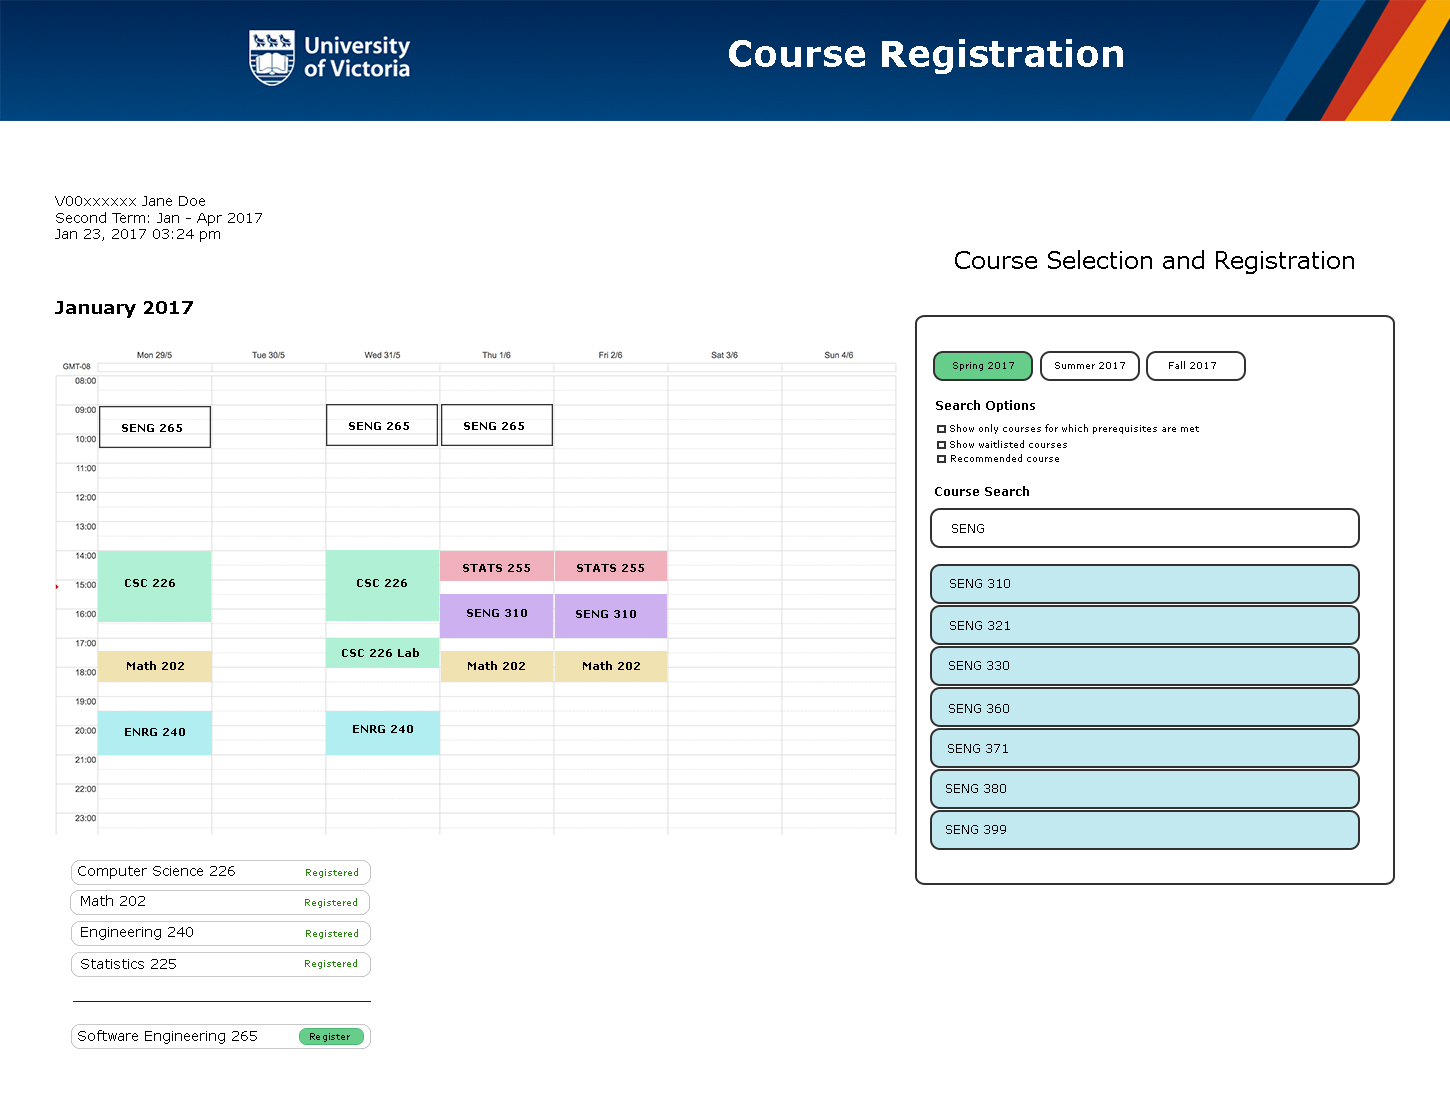 University
of Victoria
Course Registration
V00xxxxxx Jane Doe
Second Term: Jan - Apr 2017
Jan 23, 2017 03:24 pm
Course Selection and Registration
January 2017
Mon 29/5 Tue 30/5 Wed 31/5 Thu 1/6 Fri 2/6 Sat 3/6 Sun 4/6
GMT-08
08:00
09:00
SENG 265 SENG 265 SENG 265
10:00
11:00
12:00
13:00
14:00
STATS 255 STATS 255
CSC 226 CSC 226
15:00
16:00
SENG 310 SENG 310
17:00
CSC 226 Lab
Math 202 Math 202 Math 202
18:00
19:00
20:00
ENRG 240 ENRG 240
21:00
22:00
23:00
Spring 2017 Summer 2017 Fall 2017
Search Options
Show only courses for which prerequisites are met
Show waitlisted courses
Recommended course
Course Search
SENG
SENG 310
SENG 321
SENG 330
SENG 360
SENG 371
SENG 380
SENG 399
Computer Science 226 Registered
Math 202 Registered
Engineering 240 Registered
Statistics 225 Registered
Software Engineering 265 Register